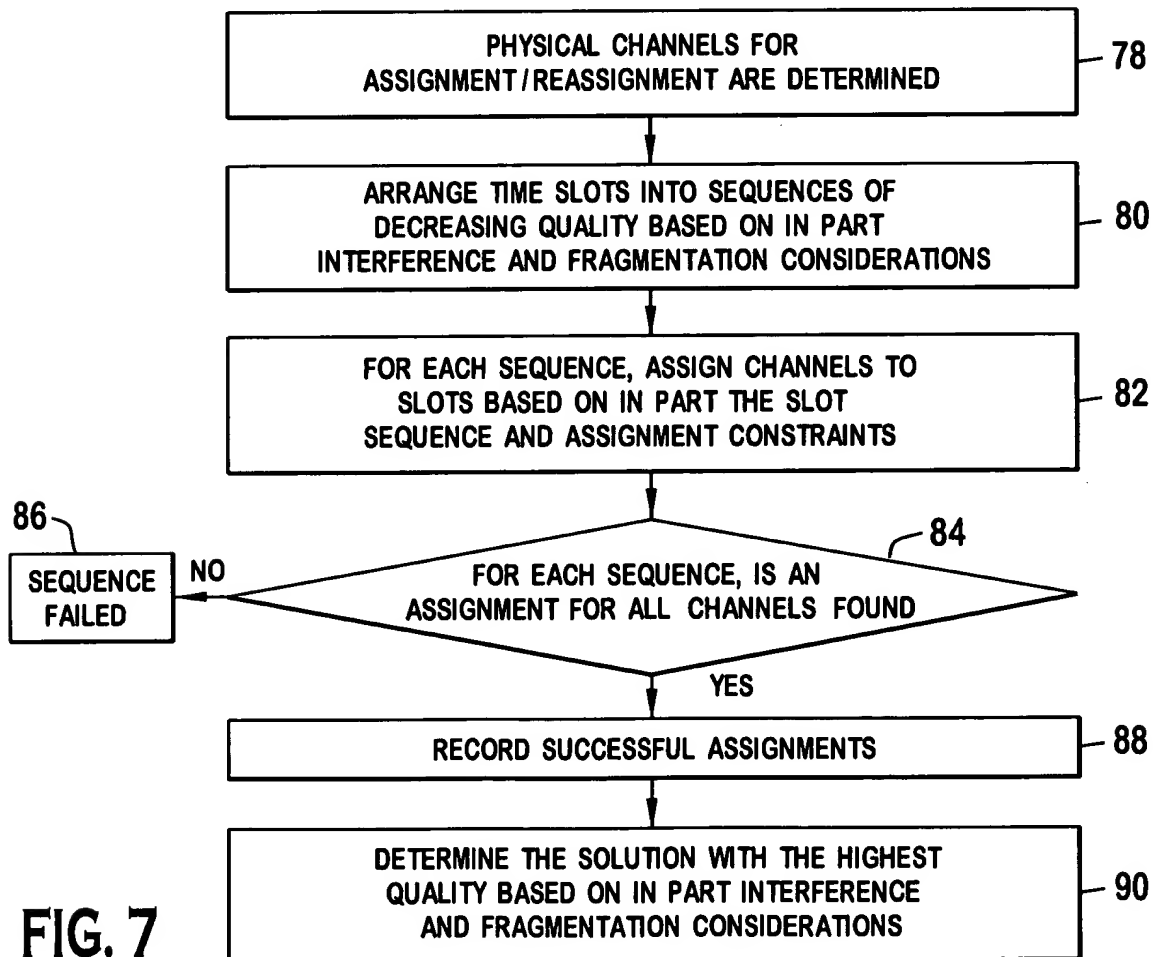 PHYSICAL CHANNELS FOR
ASSIGNMENT/REASSIGNMENT ARE DETERMINED
78
ARRANGE TIME SLOTS INTO SEQUENCES OF
DECREASING QUALITY BASED ON IN PART
INTERFERENCE AND FRAGMENTATION CONSIDERATIONS
80
FOR EACH SEQUENCE, ASSIGN CHANNELS TO
SLOTS BASED ON IN PART THE SLOT
SEQUENCE AND ASSIGNMENT CONSTRAINTS
82
86
SEQUENCE
FAILED
NO
84
FOR EACH SEQUENCE, IS AN
ASSIGNMENT FOR ALL CHANNELS FOUND
YES
RECORD SUCCESSFUL ASSIGNMENTS
88
DETERMINE THE SOLUTION WITH THE HIGHEST
QUALITY BASED ON IN PART INTERFERENCE
AND FRAGMENTATION CONSIDERATIONS
90
FIG. 7